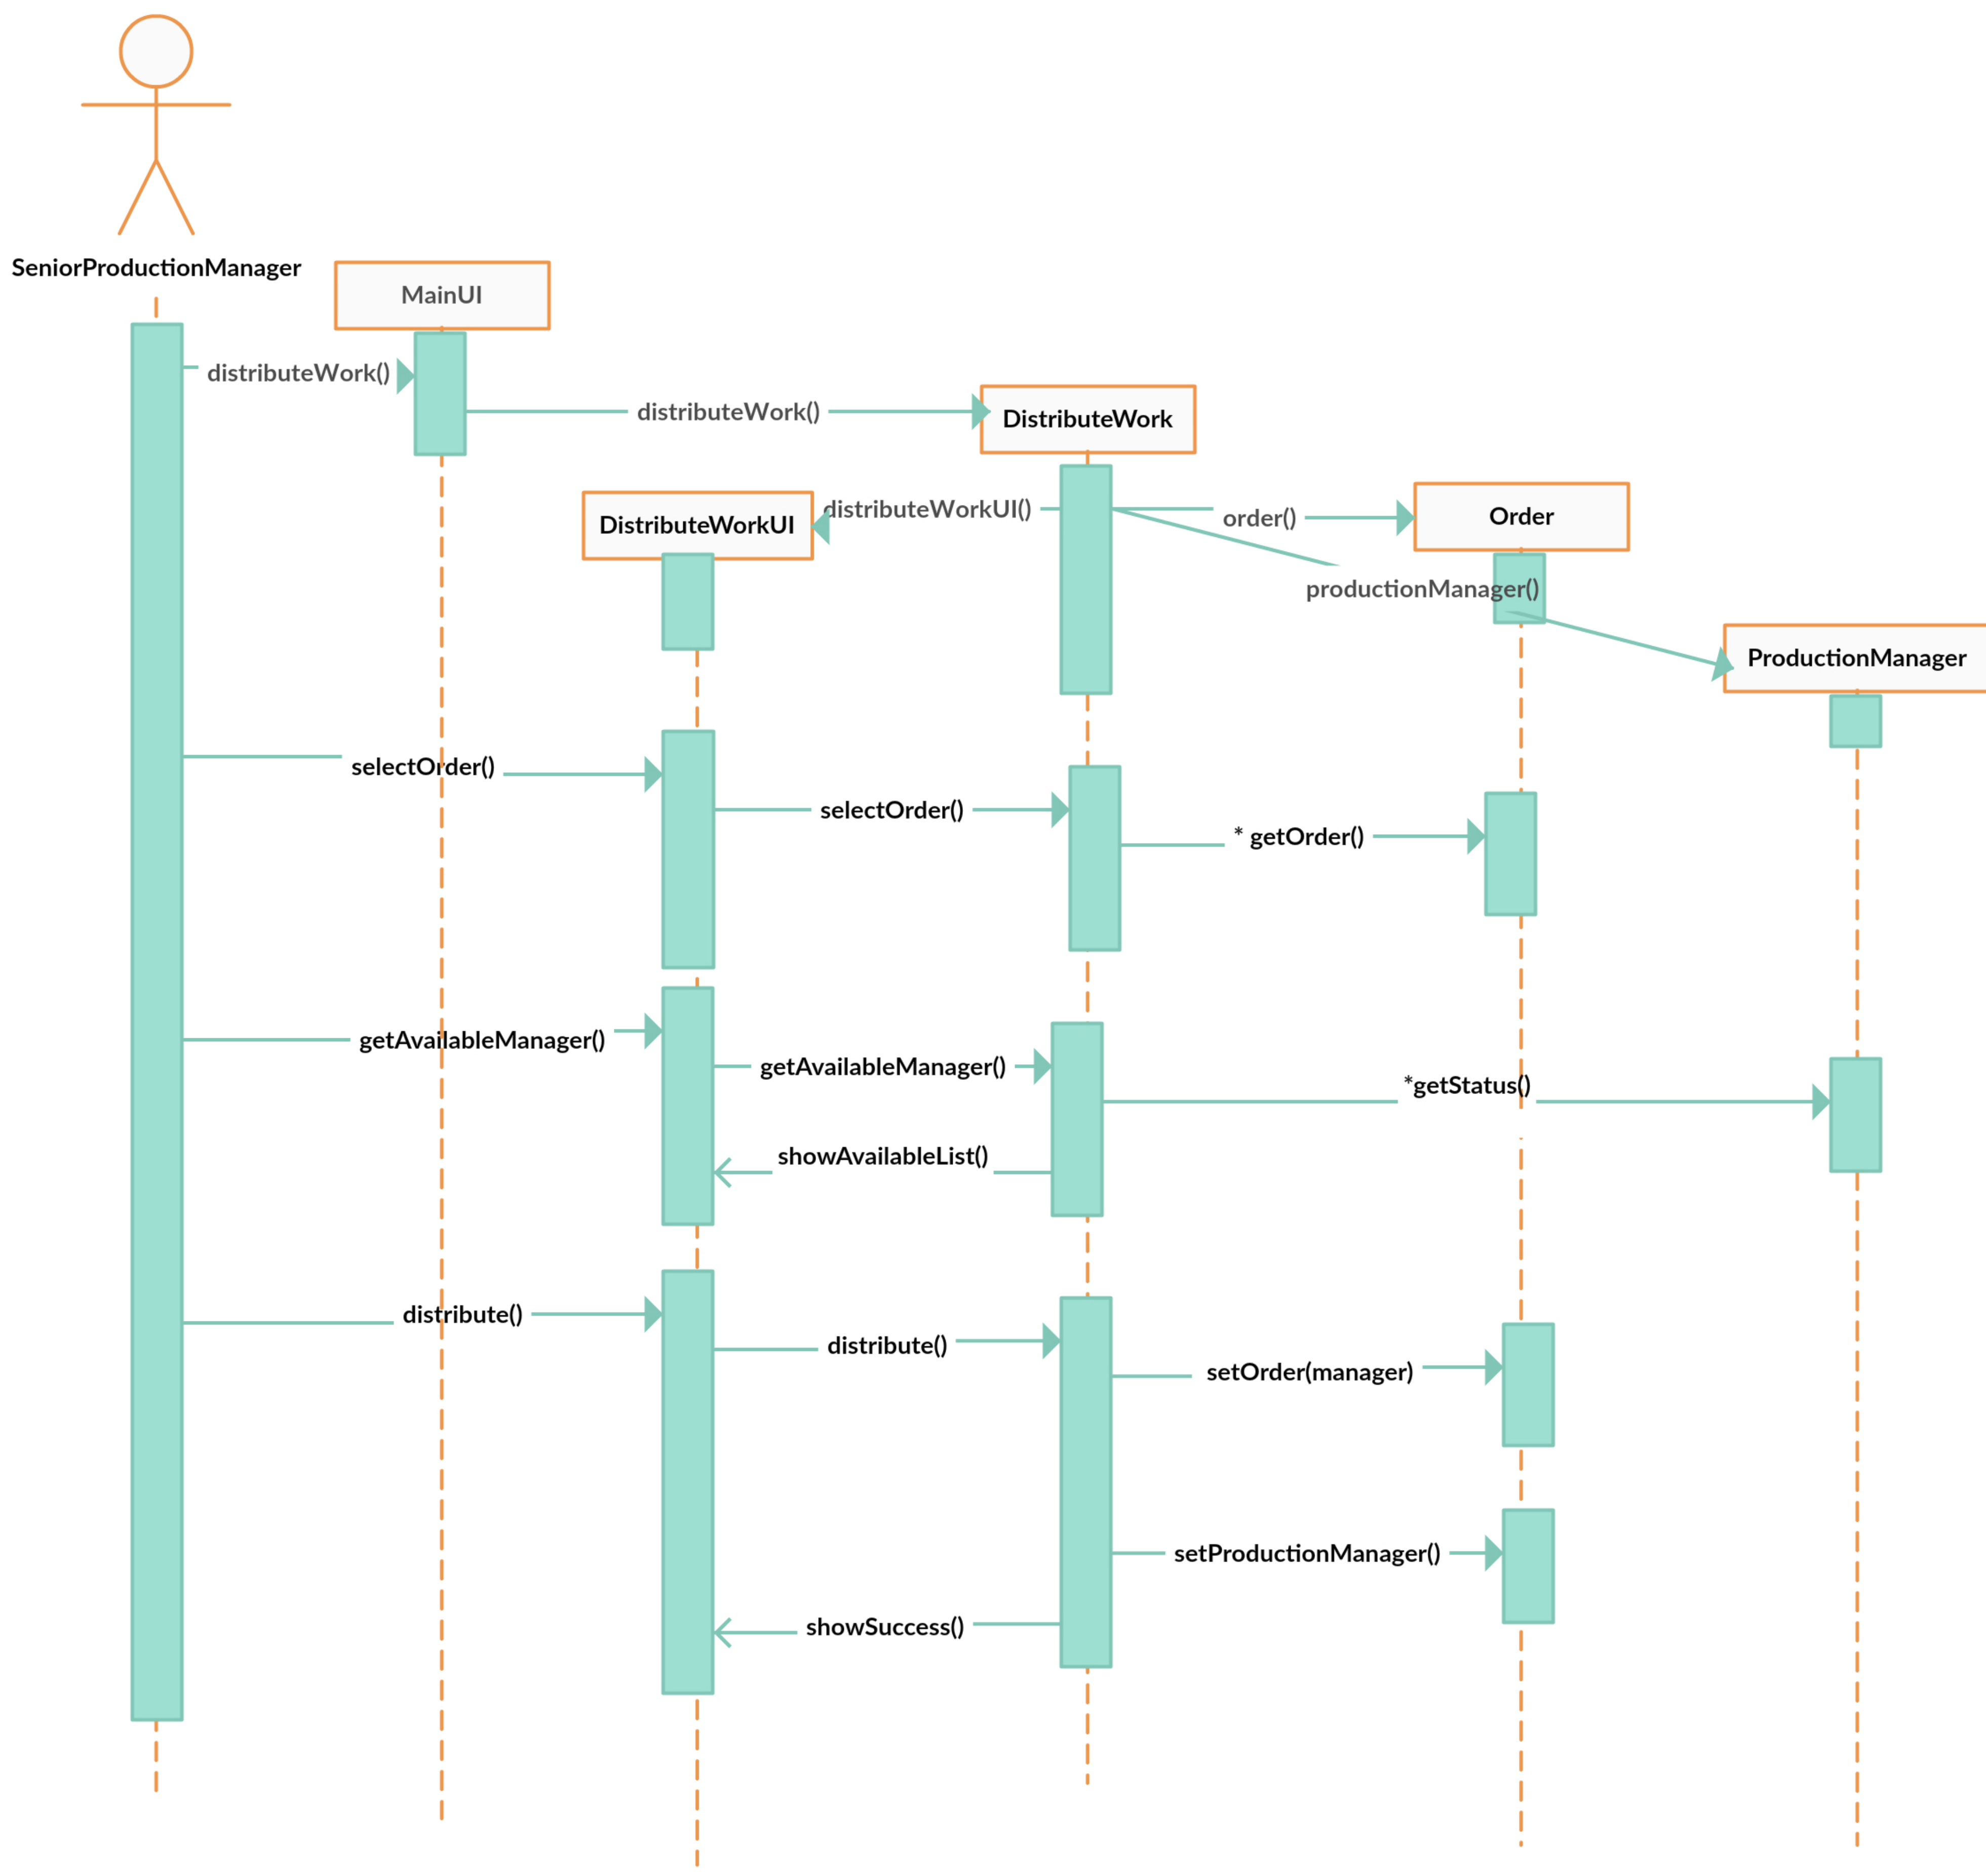 SeniorProductionManager
MainUI
distributeWork()
distributeWork()
DistributeWork
distributeWorkUI()
DistributeWorkUI
order()
Order
productionManager()
ProductionManager
selectOrder()
selectOrder()
* getOrder()
getAvailableManager()
getAvailableManager()
*getStatus()
showAvailableList()
distribute()
distribute()
setOrder(manager)
setProductionManager()
showSuccess()